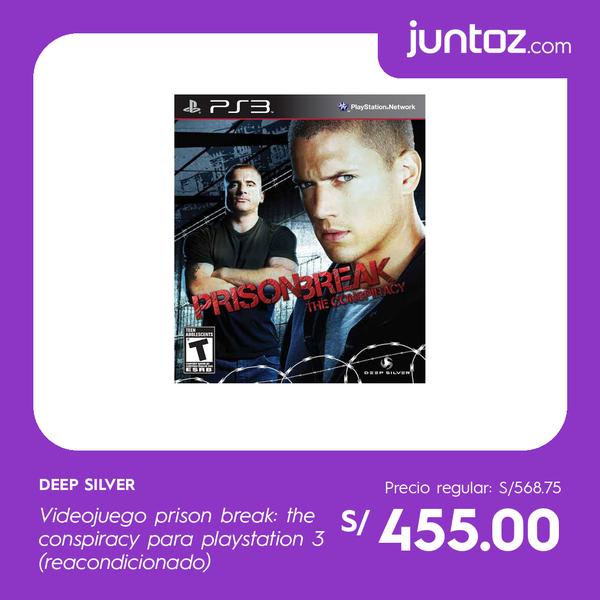 juntoz.com
PS3
PlayStation®Network
PRISON BREAK
THE CONSPIRACY
TEEN
ADOLESCENTS
T
ESRB
DEEP SILVER
DEEP SILVER
Precio regular: S/568.75
Videojuego prison break: the
conspiracy para playstation 3
(reacondicionado)
S/ 455.00